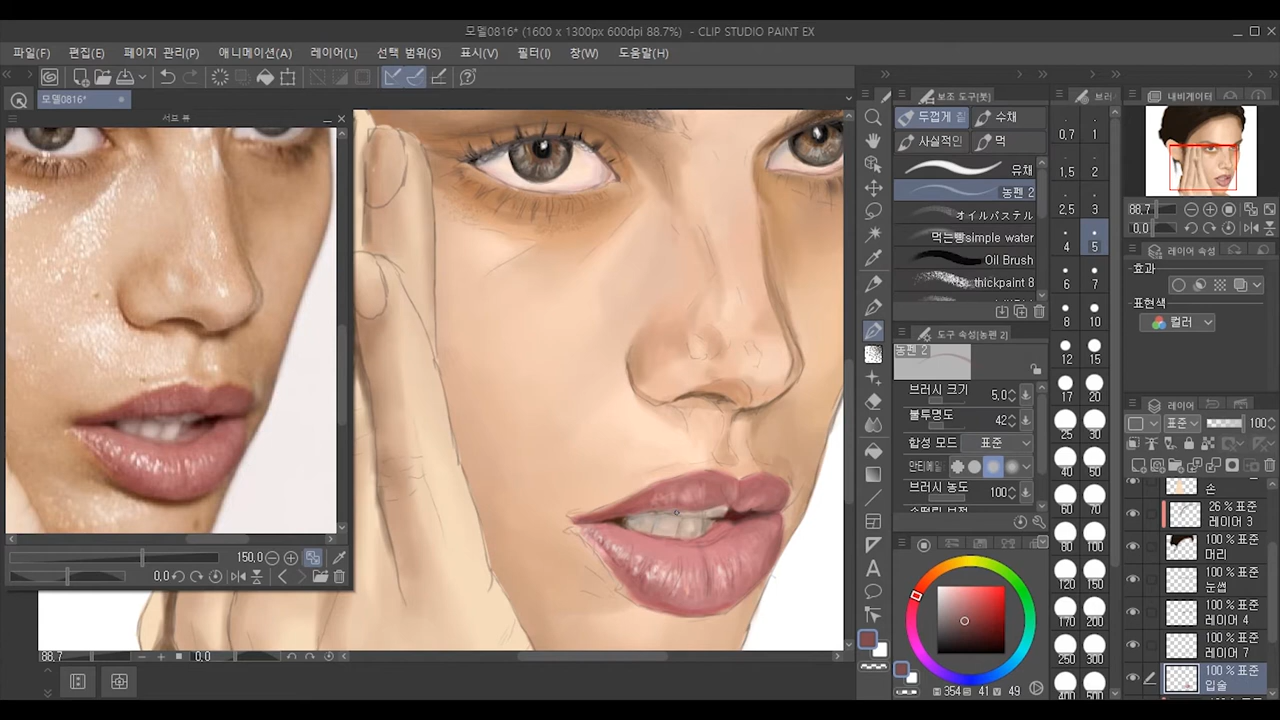 모델0816* (1600 x 1300px 600dpi 88.7%) - CLIP STUDIO PAINT EX
파일(F) 편집(E) 페이지 관리(P) 애니메이션(A) 레이어(L) 선택 범위(S) 표시(V) 필터(I) 창(W) 도움말(H)
모델0816*
서브 뷰
150.0
0.0
88.7 0.0
보조 도구[붓]
두껍게 칠 수채
사실적인 먹
유채
농펜 2
オイルパステル
먹는빵simple water
Oil Brush
thickpaint 8
도구 속성[농펜 2]
농펜 2
브러시 크기 5.0
불투명도 42
합성 모드 표준
안티에일
브러시 농도 100
354 41 49
브러
0.7 1
1.5 2
2.5 3
4 5
6 7
8 10
12 15
17 20
25 30
40 50
60 70
80 100
120 150
170 200
250 300
400 500
내비게이터
88.7
0.0
레이어 속성
효과
표현색
컬러
레이어
표준 100
손
26 % 표준
레이어 3
100 % 표준
머리
100 % 표준
눈썹
100 % 표준
레이어 4
100 % 표준
레이어 7
100 % 표준
입술